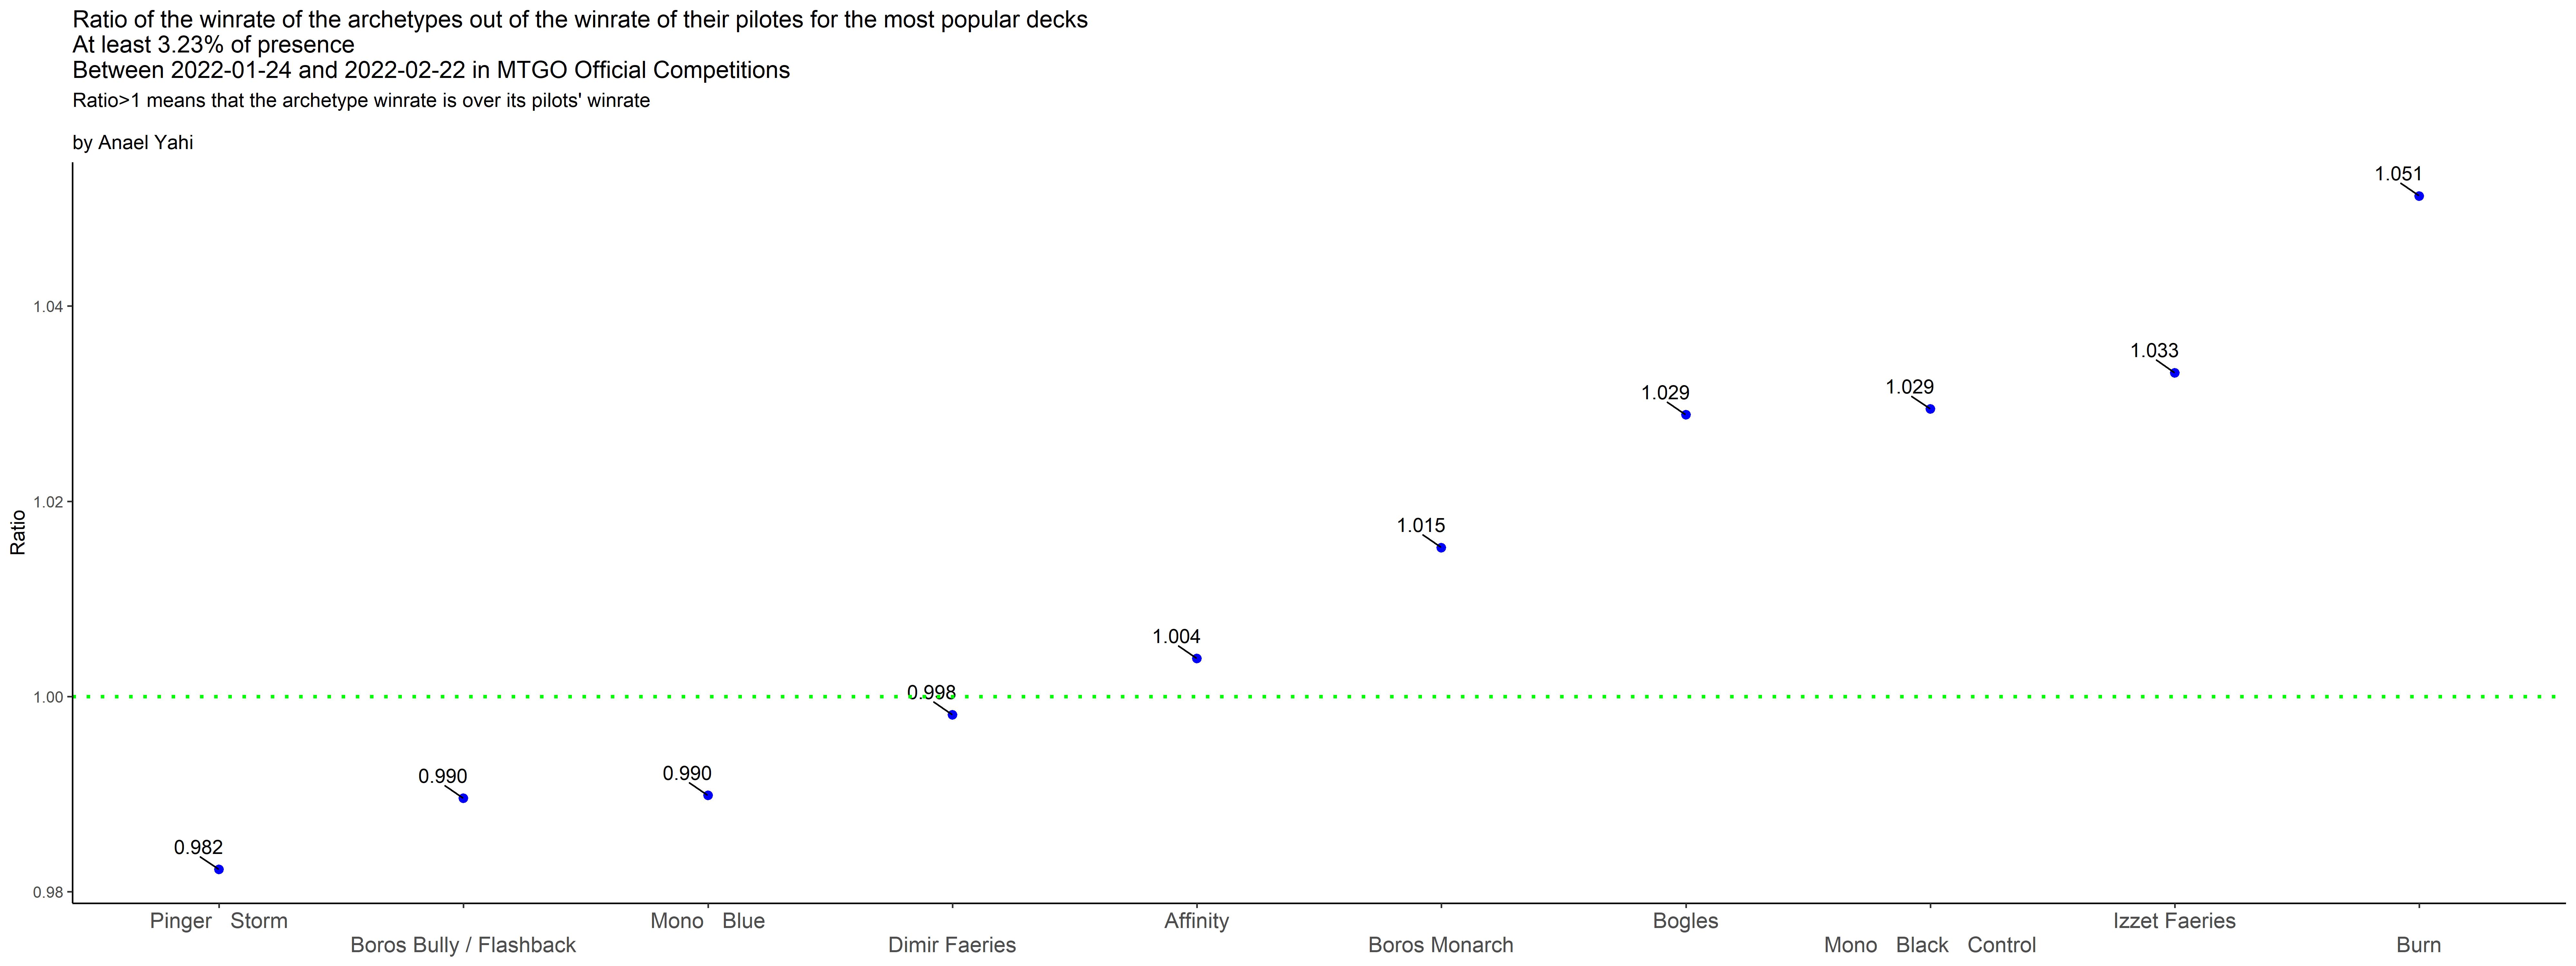 Ratio of the winrate of the archetypes out of the winrate of their pilotes for the most popular decks
At least 3.23% of presence
Between 2022-01-24 and 2022-02-22 in MTGO Official Competitions
Ratio>1 means that the archetype winrate is over its pilots' winrate
by Anael Yahi
1.051
1.04
1.033
1.029
1.029
1.02
Ratio
1.015
1.004
1.00
0.998
0.990
0.990
0.982
0.98
Pinger Storm
Boros Bully / Flashback
Mono Blue
Dimir Faeries
Affinity
Boros Monarch
Bogles
Mono Black Control
Izzet Faeries
Burn